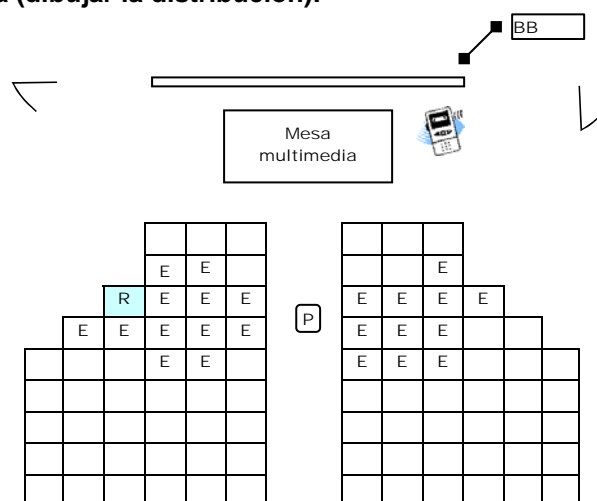 a (dibujar la distribución).
BB
Mesa
multimedia
E E E
R E E E E E E E
P
E E E E E E E E
E E E E E